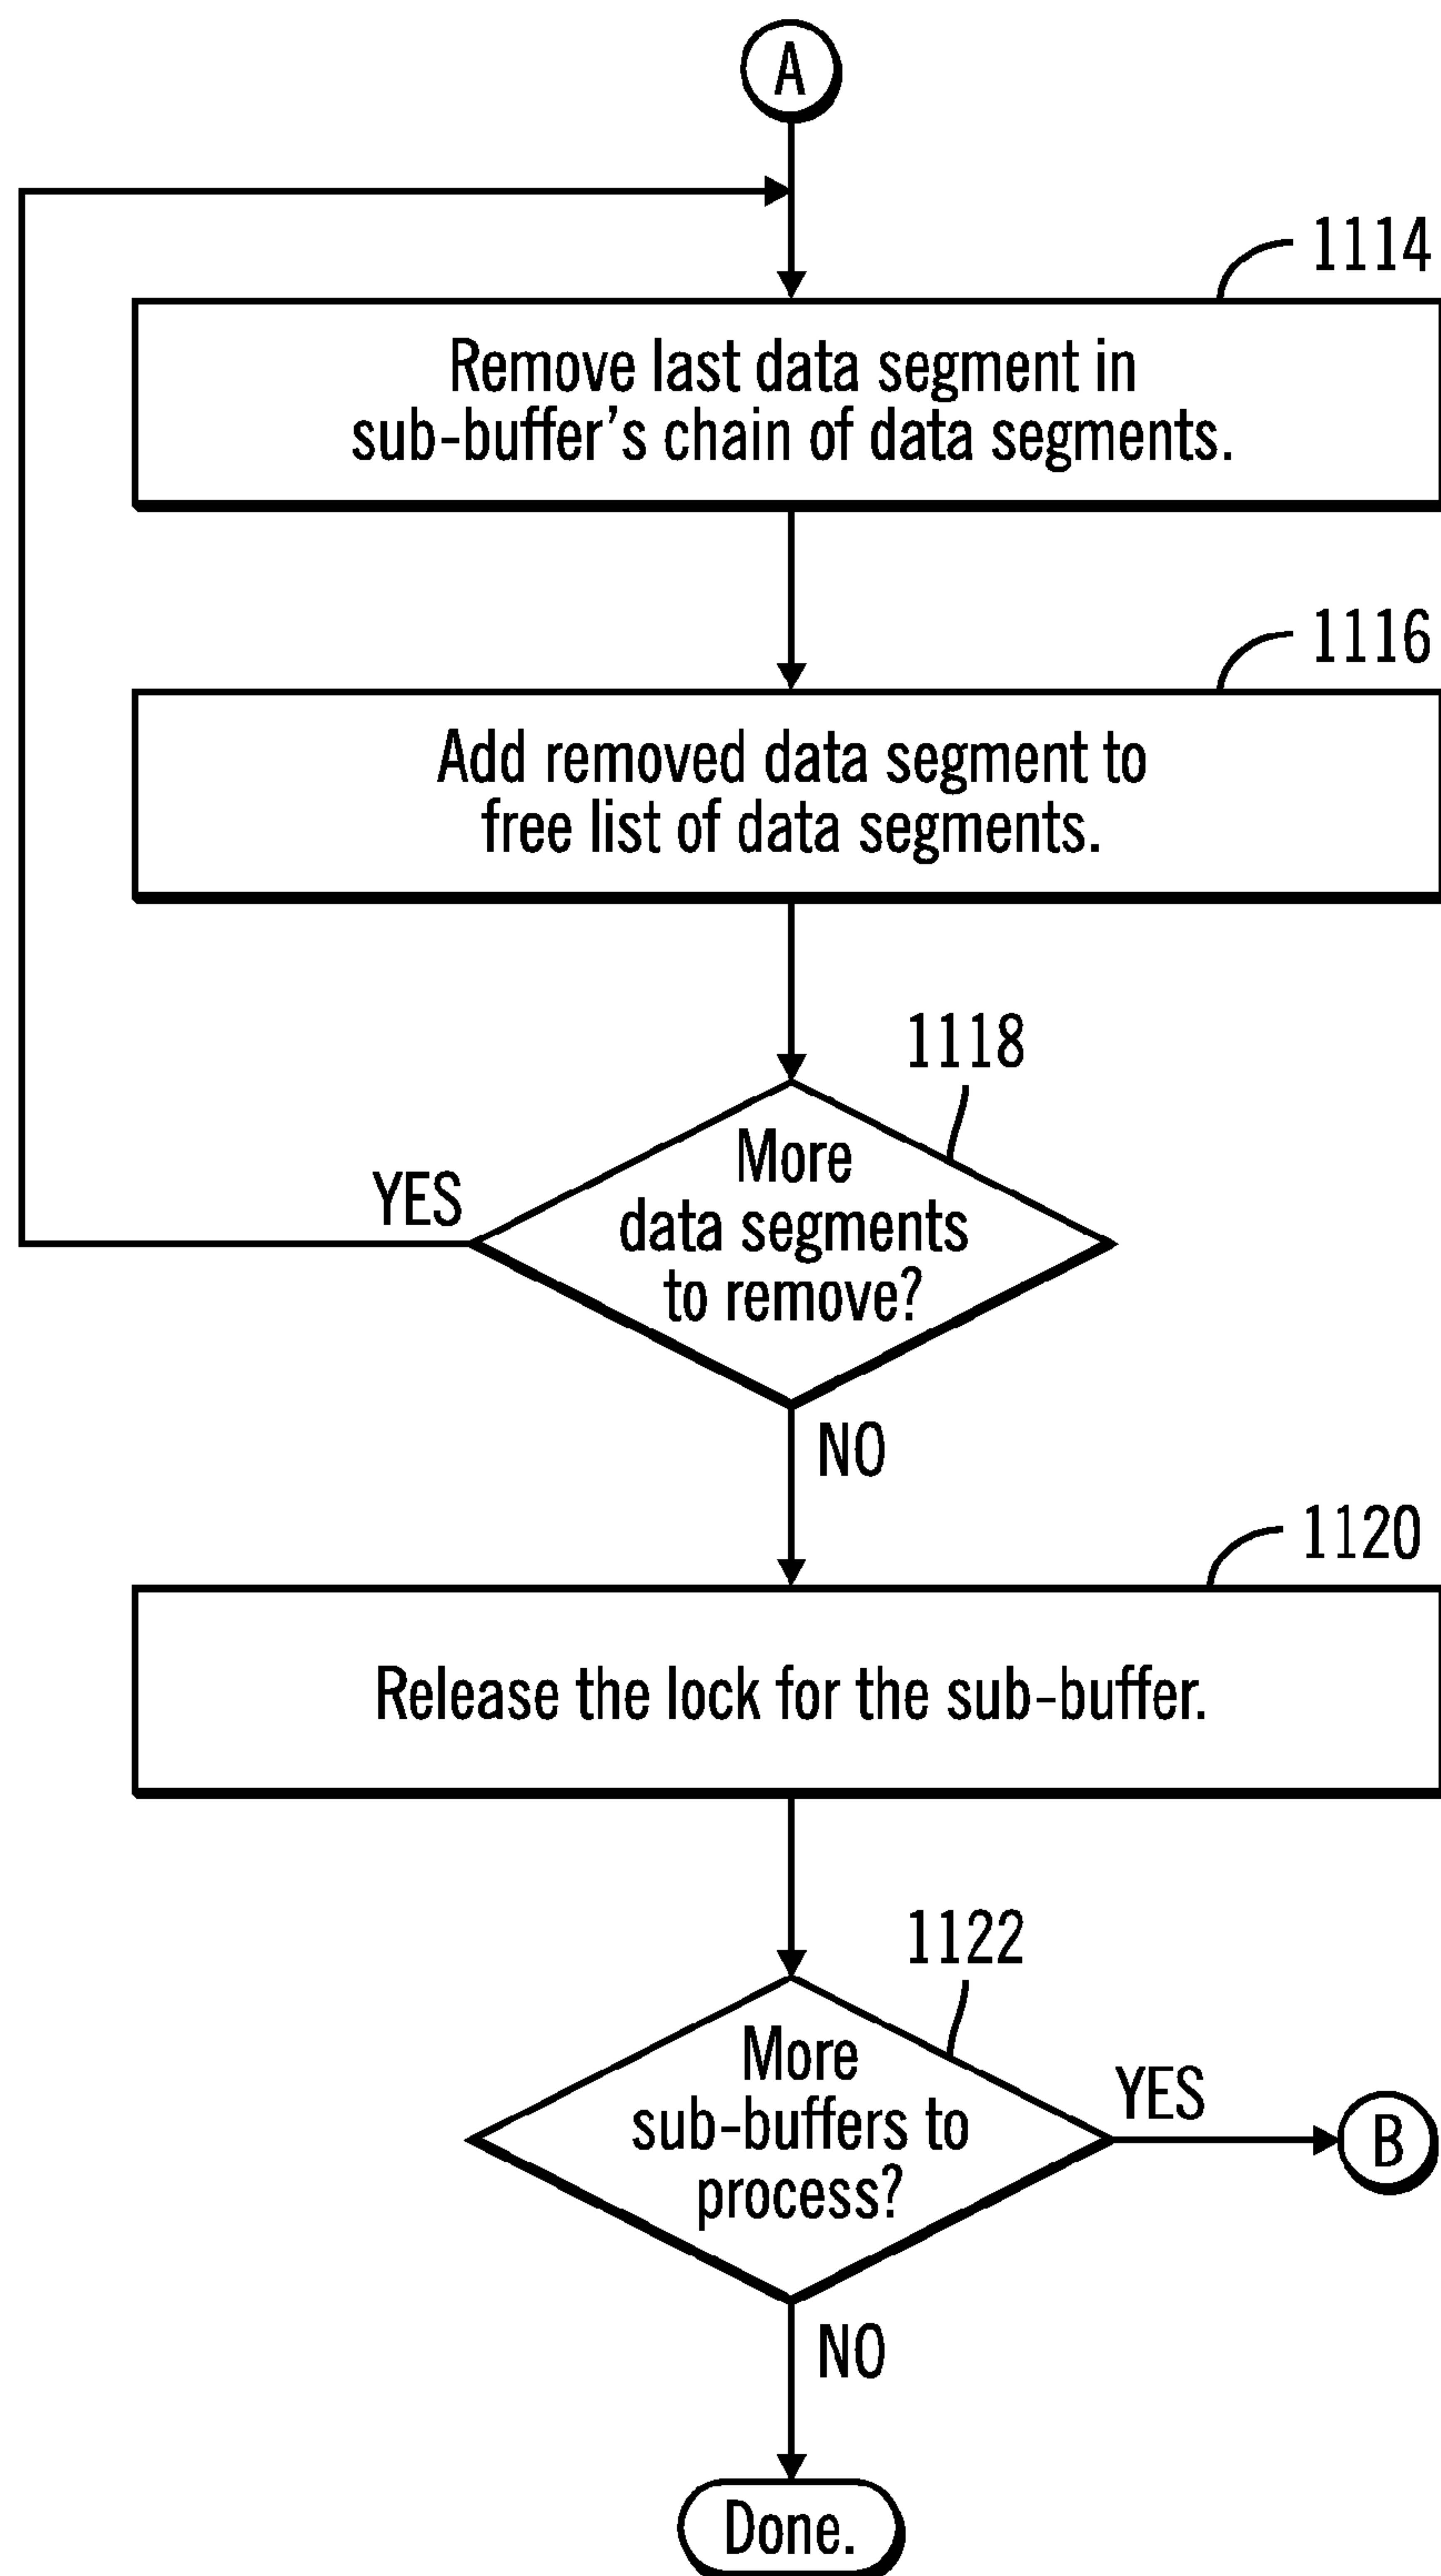 A
1114
Remove last data segment in
sub-buffer’s chain of data segments.
1116
Add removed data segment to
free list of data segments.
1118
More
data segments
to remove?
YES
NO
1120
Release the lock for the sub-buffer.
1122
More
sub-buffers to
process?
YES
B
NO
Done.